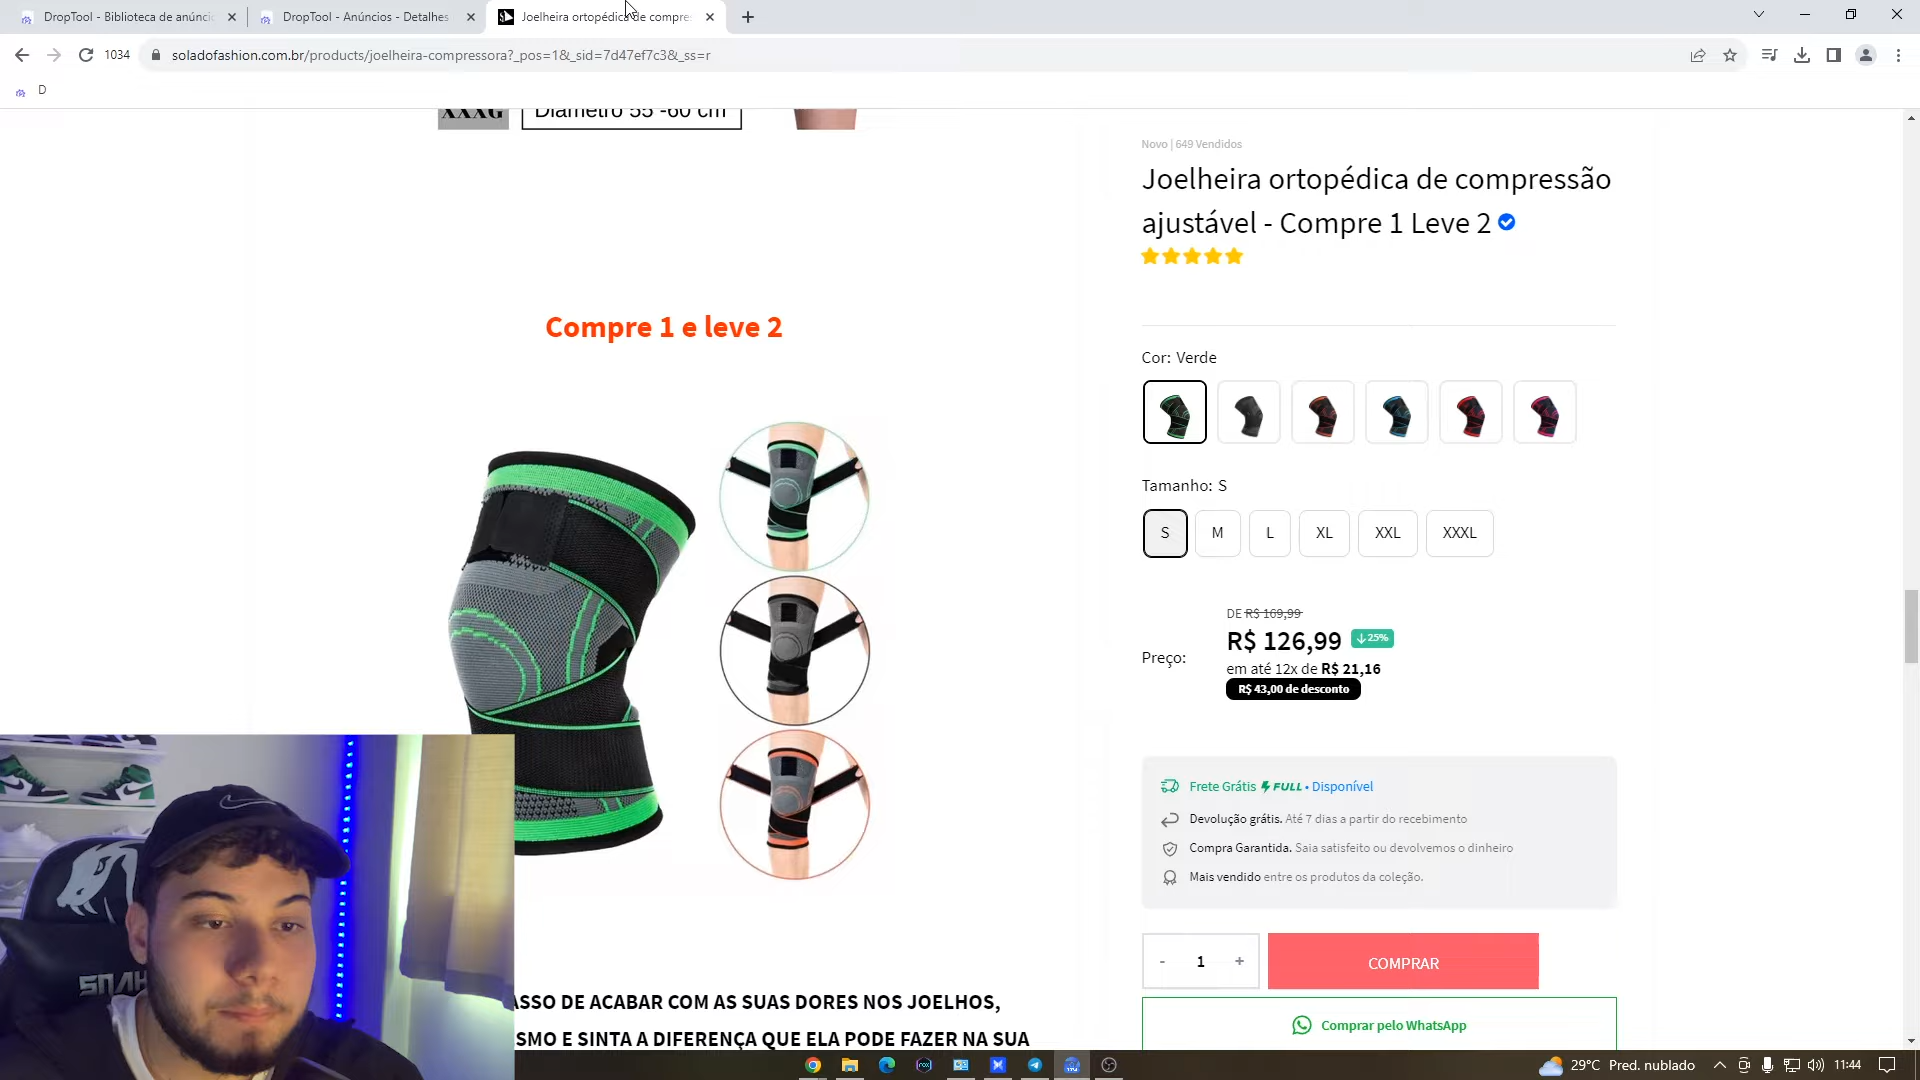 DropTool - Biblioteca de anúnci
DropTool - Anúncios - Detalhes
Joelheira ortopédica de compre
1034
soladofashion.com.br/products/joelheira-compressora?_pos=1&_sid=7d47ef7c3&_ss=r
D
XXXG
Diametro 55 -60 cm
Novo | 649 Vendidos
Joelheira ortopédica de compressão
ajustável - Compre 1 Leve 2
Compre 1 e leve 2
Cor: Verde
Tamanho: S
S
M
L
XL
XXL
XXXL
DE R$ 169,99
R$ 126,99
25%
Preço:
em até 12x de R$ 21,16
R$ 43,00 de desconto
Frete Grátis FULL • Disponível
Devolução grátis. Até 7 dias a partir do recebimento
Compra Garantida. Saia satisfeito ou devolvemos o dinheiro
Mais vendido entre os produtos da coleção.
- 1 +
COMPRAR
Comprar pelo WhatsApp
ASSO DE ACABAR COM AS SUAS DORES NOS JOELHOS,
SMO E SINTA A DIFERENÇA QUE ELA PODE FAZER NA SUA
29°C Pred. nublado
11:44